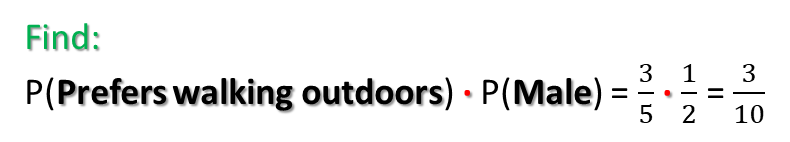 Find:
P(Prefers walking outdoors) · P(Male) = 3/5 · 1/2 = 3/10